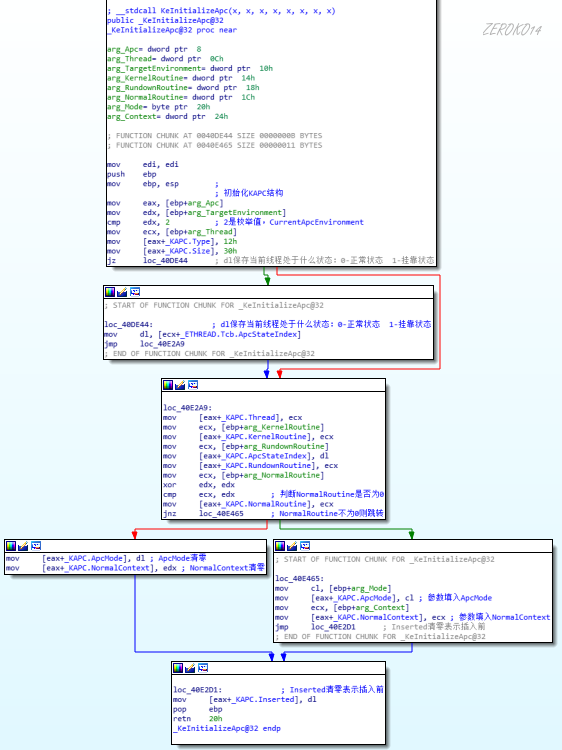 ; __stdcall KeInitializeApc(x, x, x, x, x, x, x, x)
public _KeInitializeApc@32
_KeInitializeApc@32 proc near
ZEROKO14
arg_Apc= dword ptr  8
arg_Thread= dword ptr  0Ch
arg_TargetEnvironment= dword ptr  10h
arg_KernelRoutine= dword ptr  14h
arg_RundownRoutine= dword ptr  18h
arg_NormalRoutine= dword ptr  1Ch
arg_Mode= byte ptr  20h
arg_Context= dword ptr  24h
; FUNCTION CHUNK AT 0040DE44 SIZE 0000000B BYTES
; FUNCTION CHUNK AT 0040E465 SIZE 00000011 BYTES
mov     edi, edi
push    ebp
mov     ebp, esp        ;
; 初始化KAPC结构
mov     eax, [ebp+arg_Apc]
mov     edx, [ebp+arg_TargetEnvironment]
cmp     edx, 2          ; 2是枚举值，CurrentApcEnvironment
mov     ecx, [ebp+arg_Thread]
mov     [eax+_KAPC.Type], 12h
mov     [eax+_KAPC.Size], 30h
jz      loc_40DE44      ; dl保存当前线程处于什么状态：0-正常状态  1-挂靠状态
; START OF FUNCTION CHUNK FOR _KeInitializeApc@32
loc_40DE44:             ; dl保存当前线程处于什么状态：0-正常状态  1-挂靠状态
mov     dl, [ecx+_ETHREAD.Tcb.ApcStateIndex]
jmp     loc_40E2A9
; END OF FUNCTION CHUNK FOR _KeInitializeApc@32
loc_40E2A9:
mov     [eax+_KAPC.Thread], ecx
mov     ecx, [ebp+arg_KernelRoutine]
mov     [eax+_KAPC.KernelRoutine], ecx
mov     ecx, [ebp+arg_RundownRoutine]
mov     [eax+_KAPC.ApcStateIndex], dl
mov     [eax+_KAPC.RundownRoutine], ecx
mov     ecx, [ebp+arg_NormalRoutine]
xor     edx, edx
cmp     ecx, edx        ; 判断NormalRoutine是否为0
mov     [eax+_KAPC.NormalRoutine], ecx
jnz     loc_40E465      ; NormalRoutine不为0则跳转
mov     [eax+_KAPC.ApcMode], dl ; ApcMode清零
mov     [eax+_KAPC.NormalContext], edx ; NormalContext清零
; START OF FUNCTION CHUNK FOR _KeInitializeApc@32
loc_40E465:
mov     cl, [ebp+arg_Mode]
mov     [eax+_KAPC.ApcMode], cl ; 参数填入ApcMode
mov     ecx, [ebp+arg_Context]
mov     [eax+_KAPC.NormalContext], ecx ; 参数填入NormalContext
jmp     loc_40E2D1      ; Inserted清零表示插入前
; END OF FUNCTION CHUNK FOR _KeInitializeApc@32
loc_40E2D1:             ; Inserted清零表示插入前
mov     [eax+_KAPC.Inserted], dl
pop     ebp
retn    20h
_KeInitializeApc@32 endp